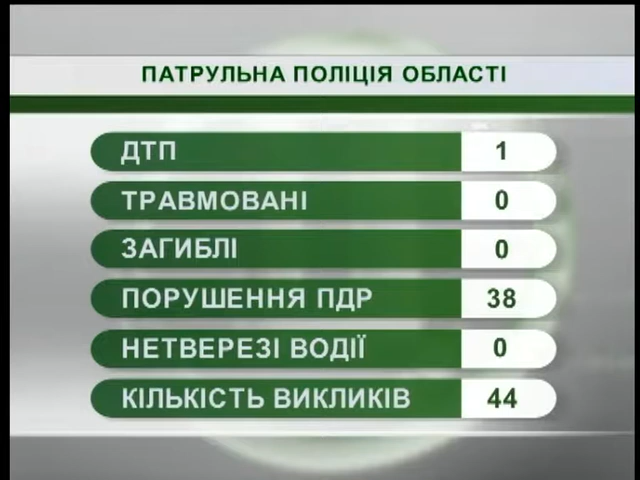 ПАТРУЛЬНА ПОЛІЦІЯ ОБЛАСТІ
ДТП 1
ТРАВМОВАНІ 0
ЗАГИБЛІ 0
ПОРУШЕННЯ ПДР 38
НЕТВЕРЕЗІ ВОДІЇ 0
КІЛЬКІСТЬ ВИКЛИКІВ 44